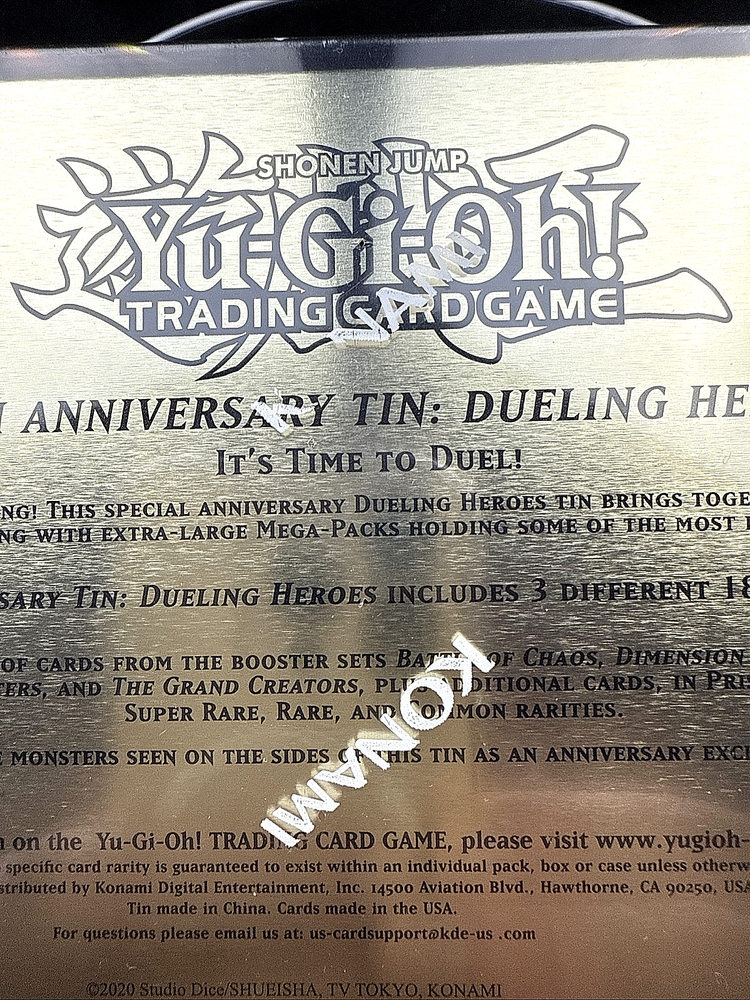 SHONEN JUMP
Yu-Gi-Oh!
TRADING CARD GAME
ANNIVERSARY TIN: DUELING HE
IT'S TIME TO DUEL!
NG! THIS SPECIAL ANNIVERSARY DUELING HEROES TIN BRINGS TOGE
NG WITH EXTRA-LARGE MEGA-PACKS HOLDING SOME OF THE MOST
SARY TIN: DUELING HEROES INCLUDES 3 DIFFERENT 18
OF CARDS FROM THE BOOSTER SETS BATTLE OF CHAOS, DIMENSION
TERS, AND THE GRAND CREATORS, PLUS ADDITIONAL CARDS, IN PRIS
SUPER RARE, RARE, AND COMMON RARITIES.
E MONSTERS SEEN ON THE SIDES OF THIS TIN AS AN ANNIVERSARY EXCL
n on the Yu-Gi-Oh! TRADING CARD GAME, please visit www.yugioh-
specific card rarity is guaranteed to exist within an individual pack, box or case unless otherw
stributed by Konami Digital Entertainment, Inc. 14500 Aviation Blvd., Hawthorne, CA 90250, USA
Tin made in China. Cards made in the USA.
For questions please email us at: us-cardsupport@kde-us .com
©2020 Studio Dice/SHUEISHA, TV TOKYO, KONAMI
K NAMI
KONAMI